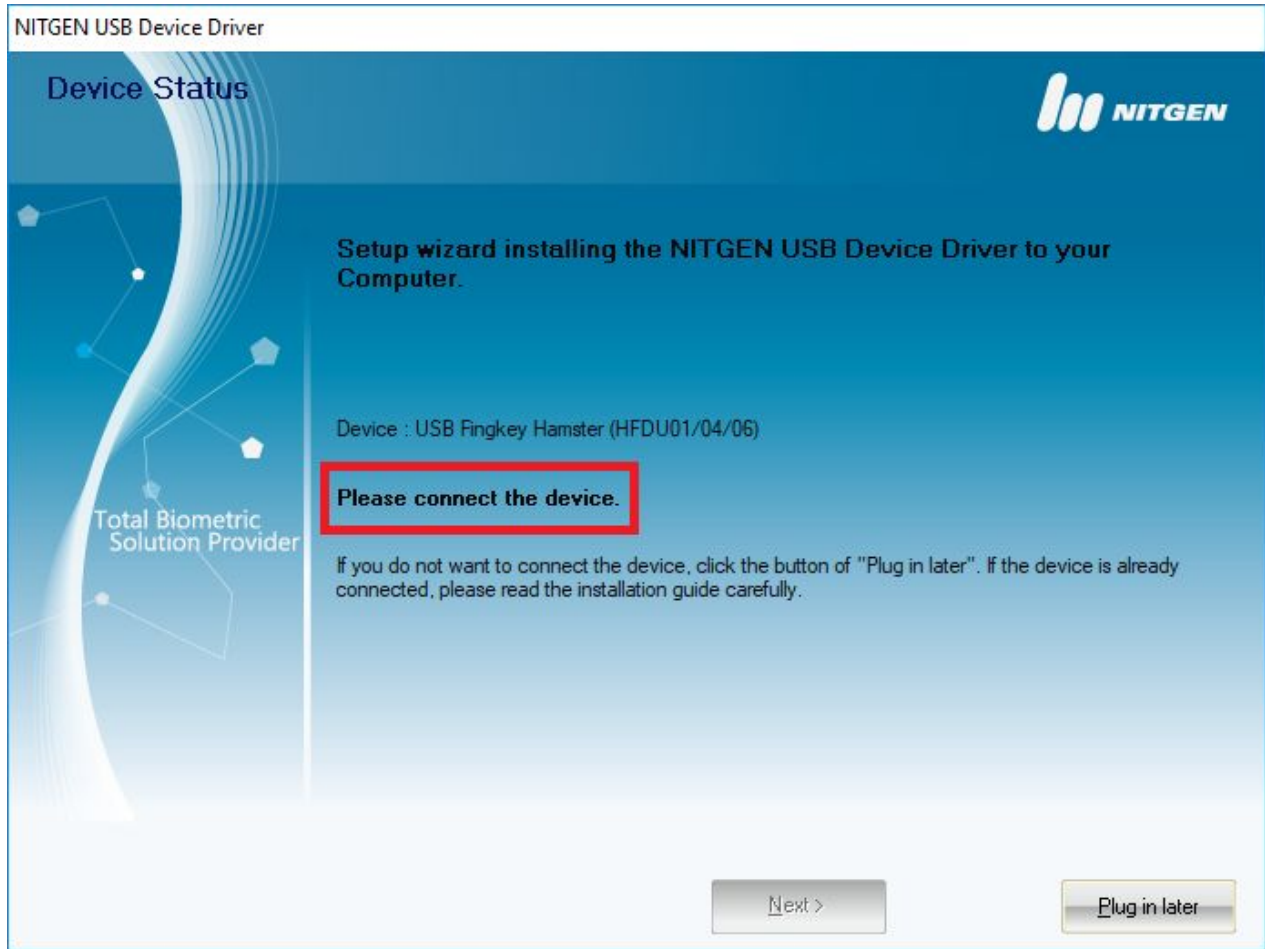 NITGEN USB Device Driver
Device Status
NITGEN
Setup wizard installing the NITGEN USB Device Driver to your
Computer.
Device : USB Fingkey Hamster (HFDU01/04/06)
Please connect the device.
Total Biometric
Solution Provider
If you do not want to connect the device, click the button of "Plug in later". If the device is already
connected, please read the installation guide carefully.
Next >
Plug in later